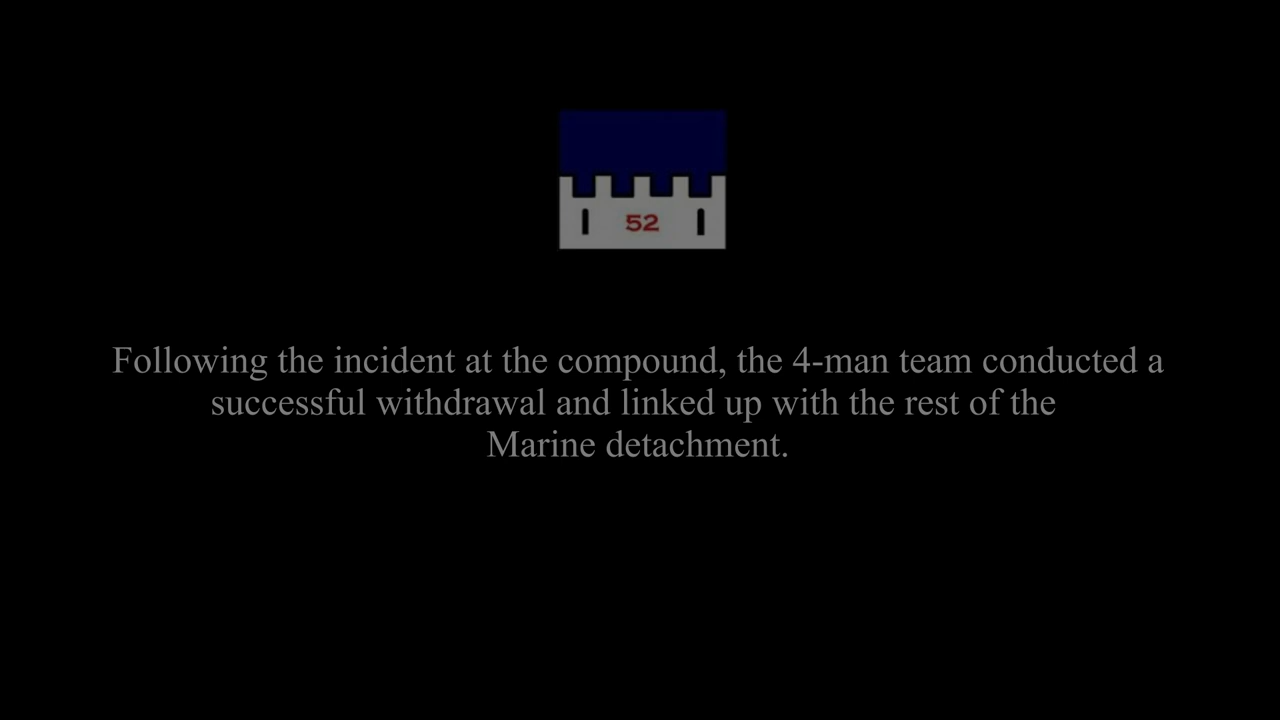 52
Following the incident at the compound, the 4-man team conducted a
successful withdrawal and linked up with the rest of the
Marine detachment.